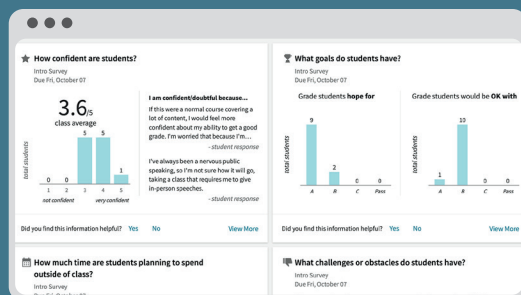 How confident are students?
Intro Survey
Due Fri, October 07
3.6/5
class average
total students
0 0 5 5 1
1 2 3 4 5
not confident very confident
I am confident/doubtful because...
If this were a normal course covering a
lot of content, I would feel more
confident about my ability to get a good
grade. I'm worried that because I'm...
- student response
I've always been a nervous public
speaking, so I'm not sure how it will go,
taking a class that requires me to give
in-person speeches.
- student response
Did you find this information helpful? Yes No View More
What goals do students have?
Intro Survey
Due Fri, October 07
Grade students hope for
total students
9 2 0 0
A B C Pass
Grade students would be OK with
total students
1 10 0 0
A B C Pass
Did you find this information helpful? Yes No View More
How much time are students planning to spend
outside of class?
Intro Survey
What challenges or obstacles do students have?
Intro Survey
Due Fri, October 07